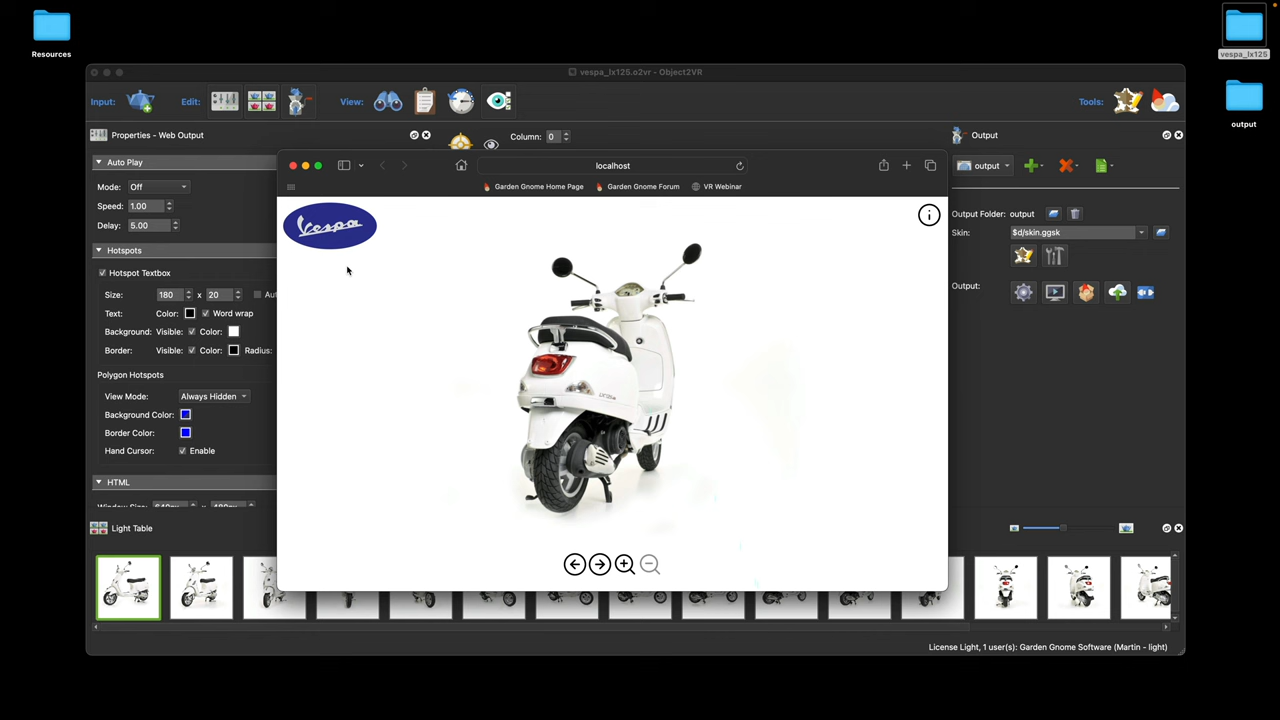 Resources
vespa_lx125
output
vespa_lx125.o2vr - Object2VR
Input:
Edit:
View:
Tools:
Properties - Web Output
Column: 0
Output
Auto Play
Mode: Off
Speed: 1.00
Delay: 5.00
Hotspots
Hotspot Textbox
Size: 180 x 20
Text: Color: Word wrap
Background: Visible: Color:
Border: Visible: Color: Radius:
Polygon Hotspots
View Mode: Always Hidden
Background Color:
Border Color:
Hand Cursor: Enable
HTML
Light Table
localhost
Garden Gnome Home Page
Garden Gnome Forum
VR Webinar
Vespa
output
Output Folder: output
Skin: $d/skin.ggsk
Output:
License Light, 1 user(s): Garden Gnome Software (Martin - light)